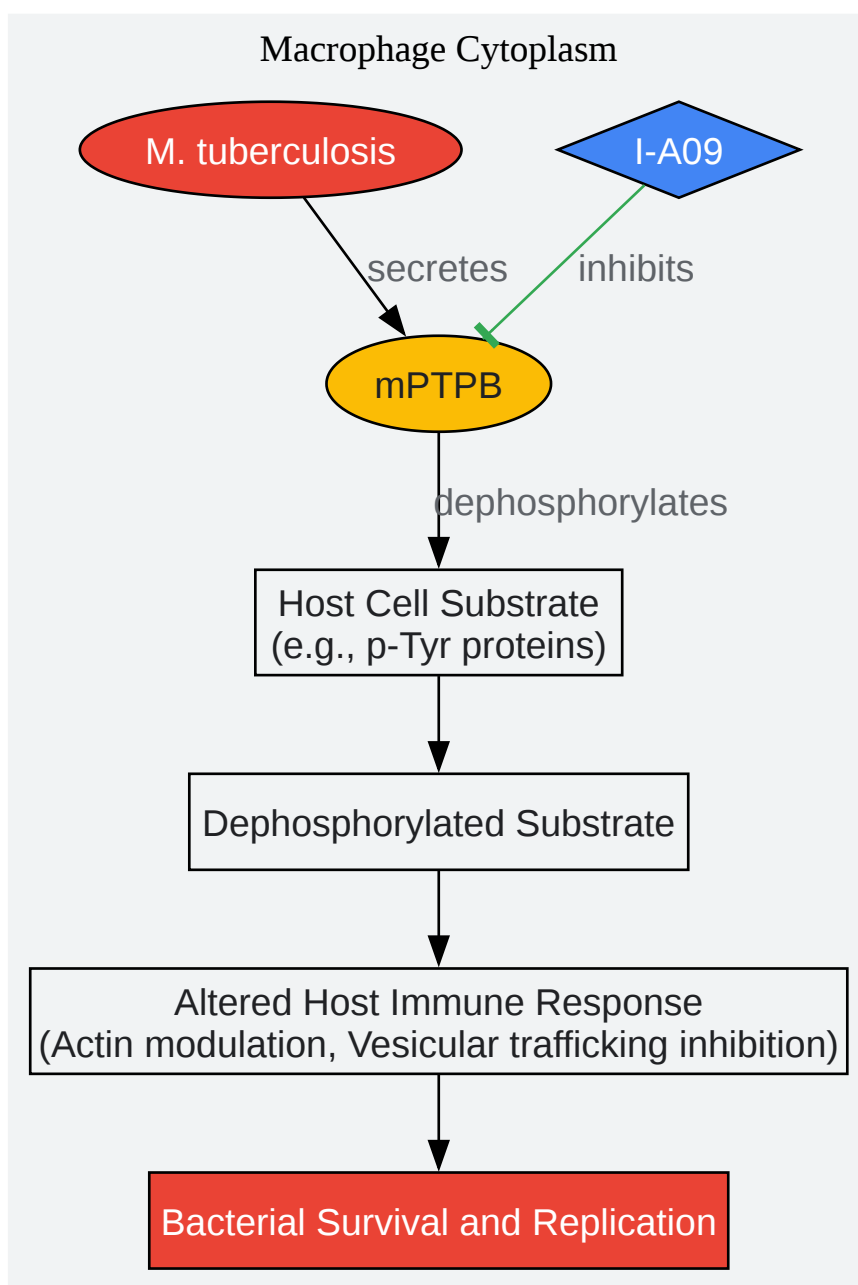 Macrophage Cytoplasm
M. tuberculosis
I-A09
secretes
inhibits
mPTPB
dephosphorylates
Host Cell Substrate
(e.g., p-Tyr proteins)
Dephosphorylated Substrate
Altered Host Immune Response
(Actin modulation, Vesicular trafficking inhibition)
Bacterial Survival and Replication